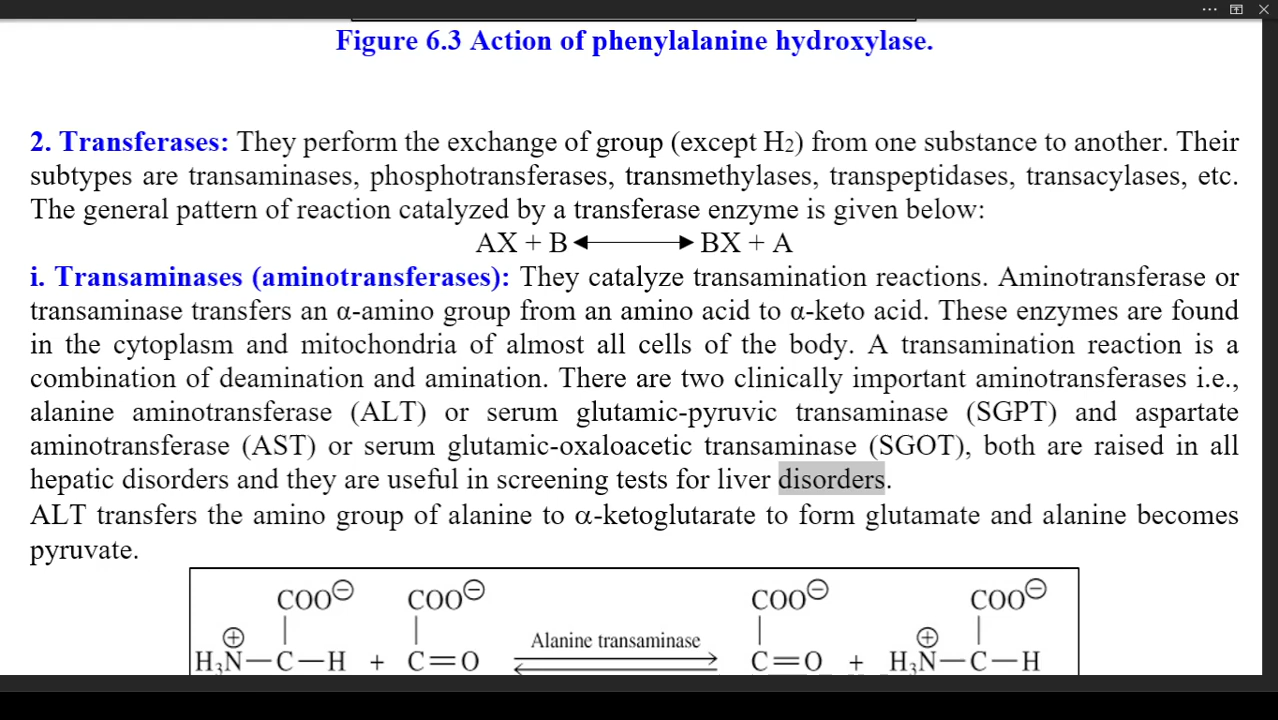 Figure 6.3 Action of phenylalanine hydroxylase.
2. Transferases: They perform the exchange of group (except H2) from one substance to another. Their
subtypes are transaminases, phosphotransferases, transmethylases, transpeptidases, transacylases, etc.
The general pattern of reaction catalyzed by a transferase enzyme is given below:
AX + B ⟷ BX + A
i. Transaminases (aminotransferases): They catalyze transamination reactions. Aminotransferase or
transaminase transfers an α-amino group from an amino acid to α-keto acid. These enzymes are found
in the cytoplasm and mitochondria of almost all cells of the body. A transamination reaction is a
combination of deamination and amination. There are two clinically important aminotransferases i.e.,
alanine aminotransferase (ALT) or serum glutamic-pyruvic transaminase (SGPT) and aspartate
aminotransferase (AST) or serum glutamic-oxaloacetic transaminase (SGOT), both are raised in all
hepatic disorders and they are useful in screening tests for liver disorders.
ALT transfers the amino group of alanine to α-ketoglutarate to form glutamate and alanine becomes
pyruvate.
COO⊖ COO⊖ COO⊖ COO⊖
⊕ Alanine transaminase ⊕
H3N—C—H + C=O C=O + H3N—C—H